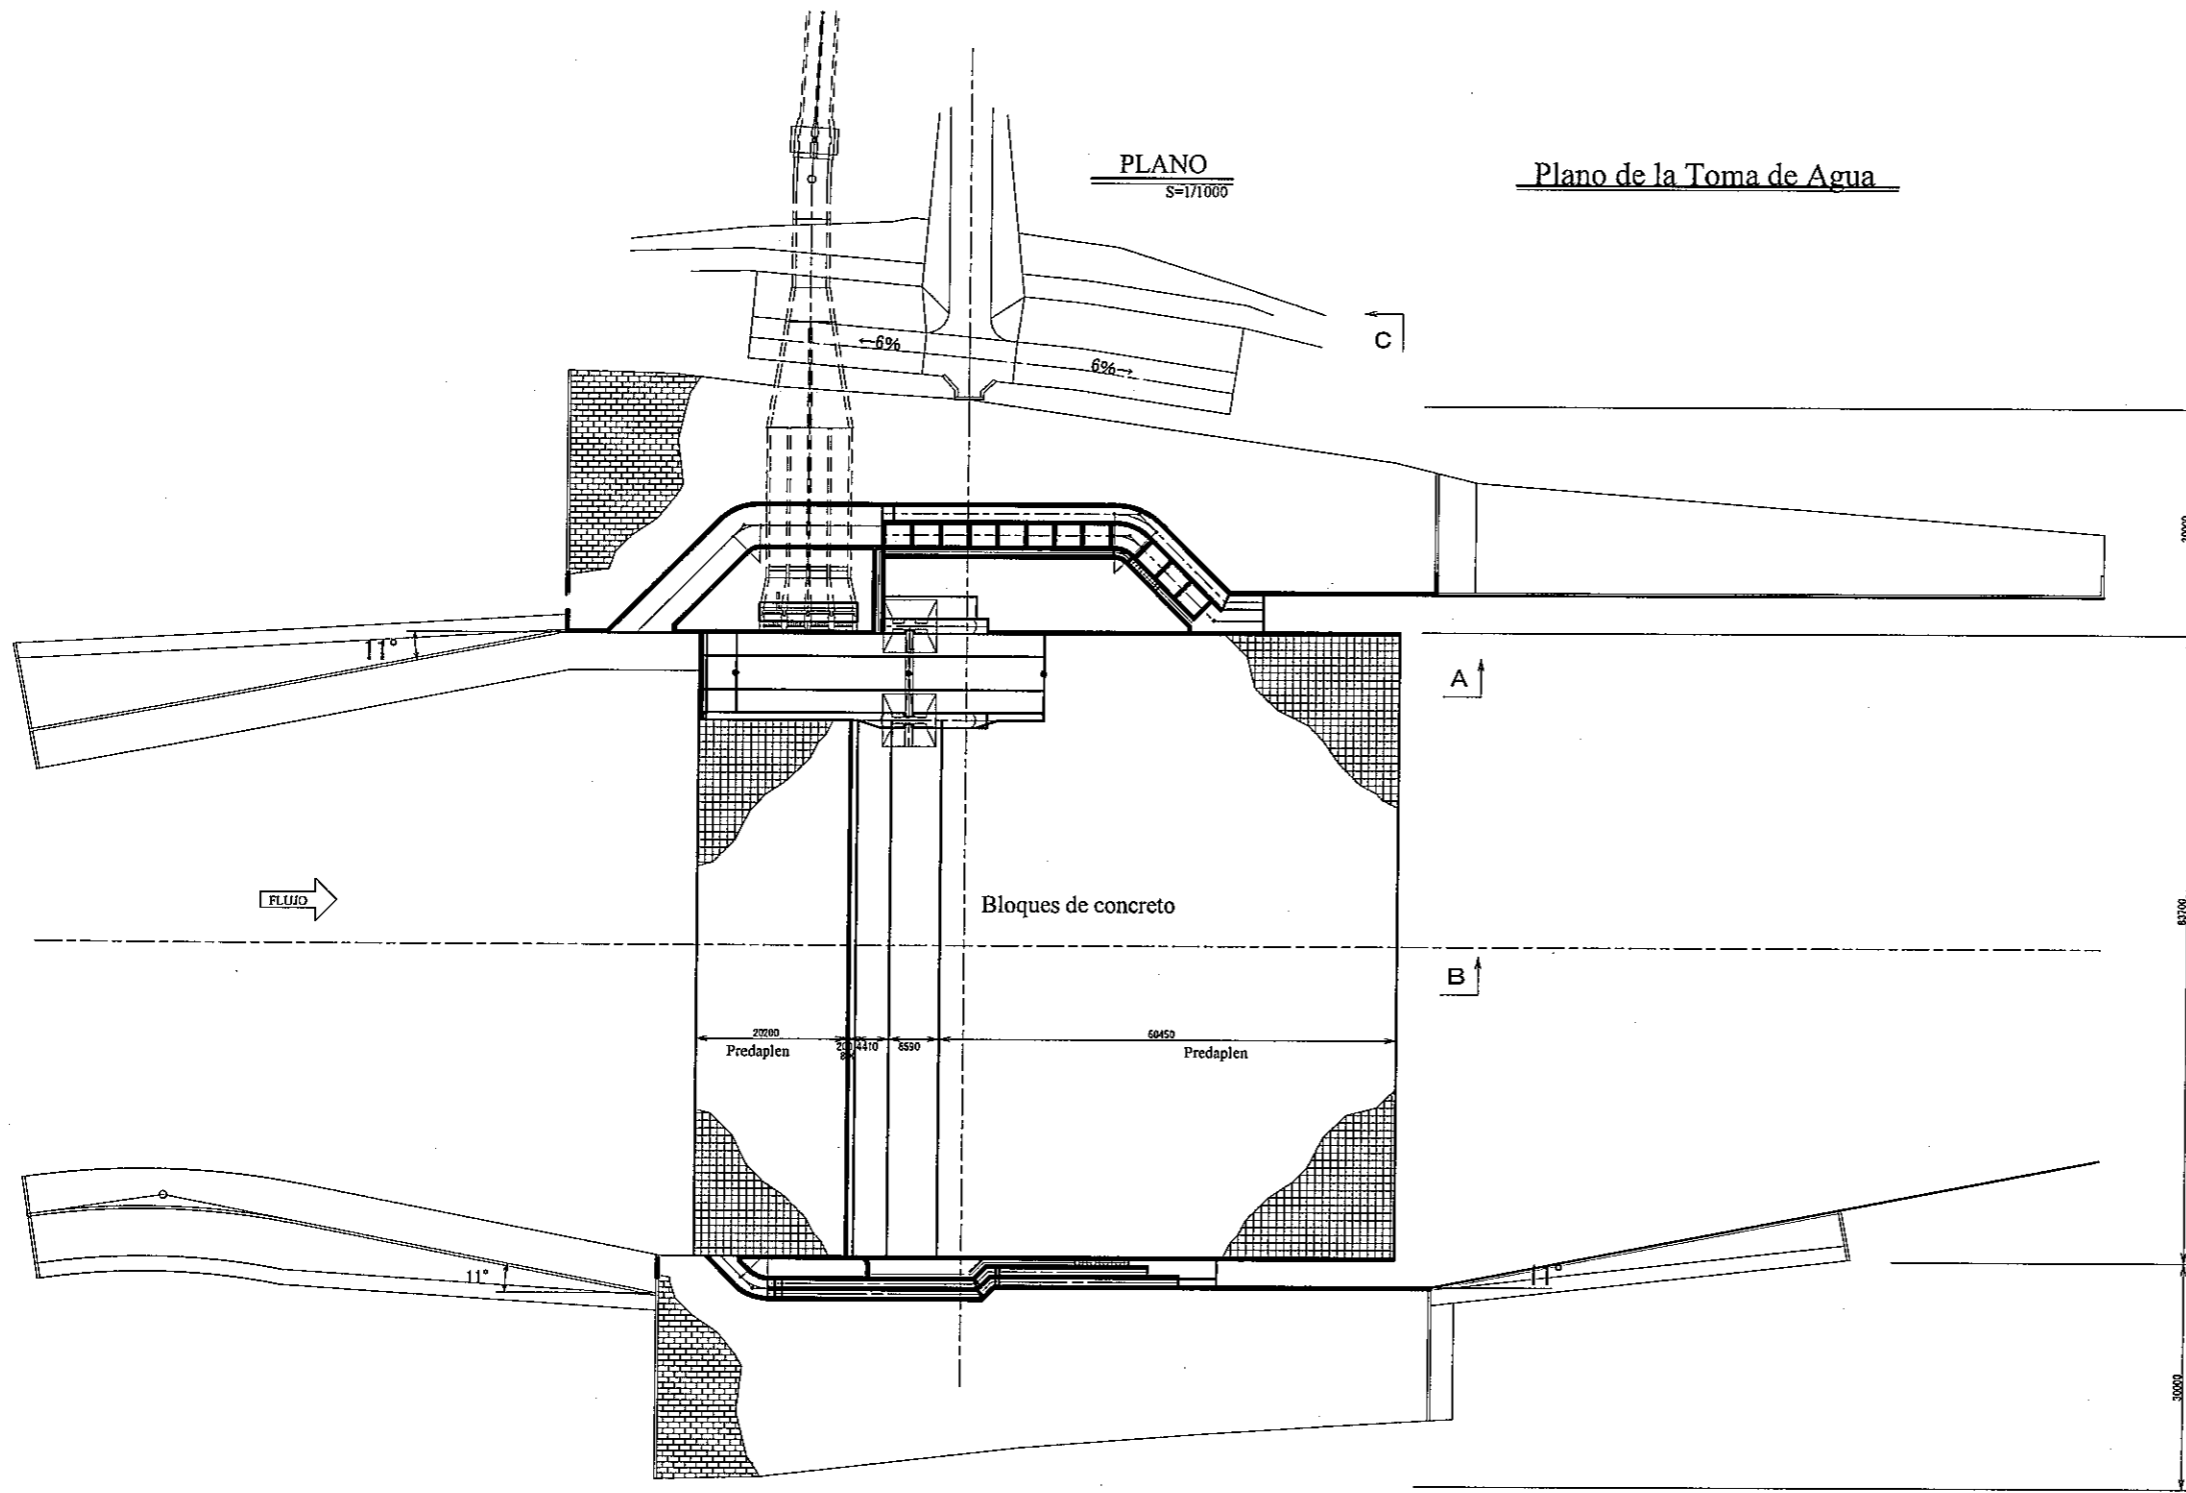 PLANO
S=1/1000
Plano de la Toma de Agua
C
←6%
6%→
11°
A
FLUJO
Bloques de concreto
83700
B
20200
4410
6590
60450
Predaplen
Predaplen
11°
11°
30000